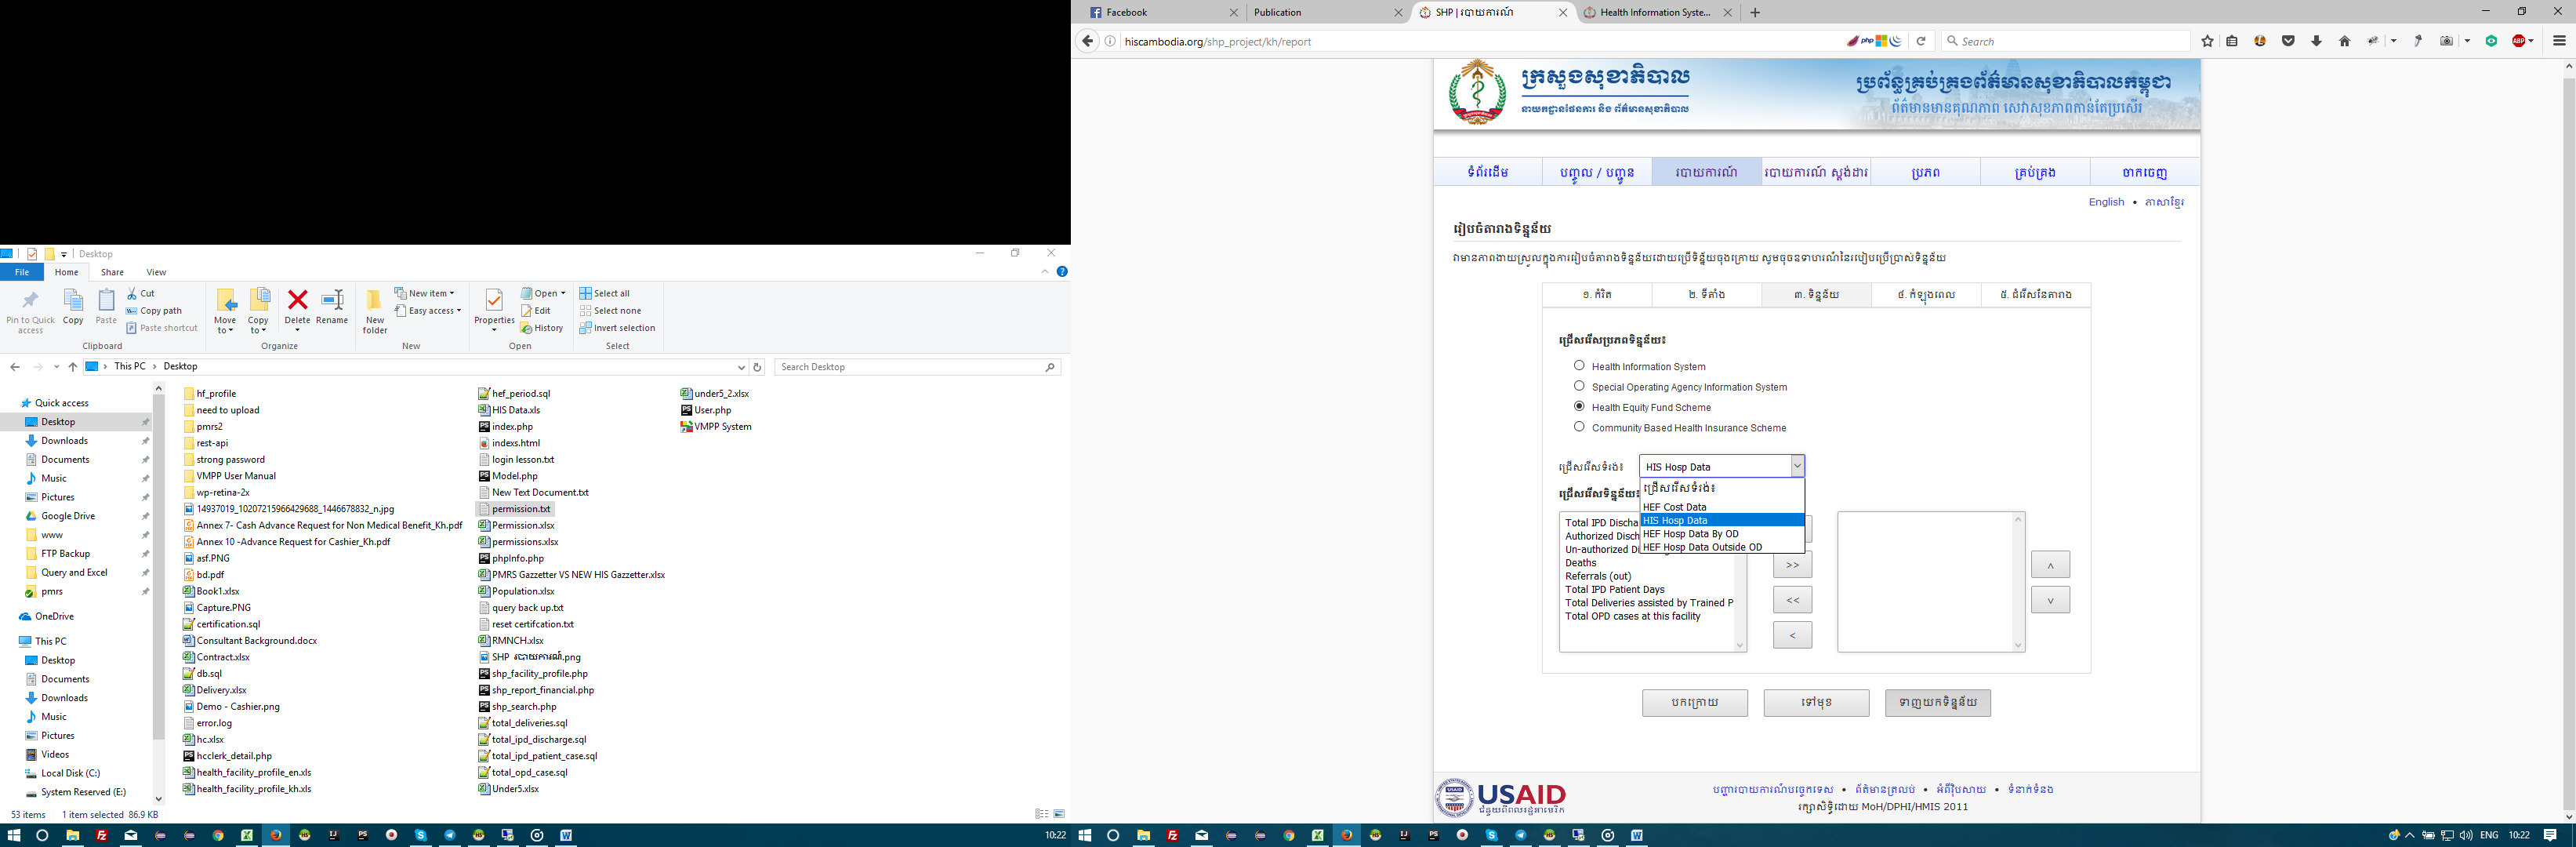 Desktop
File Home Share View
Pin to Quick access
Copy
Paste
Cut
Copy path
Paste shortcut
Clipboard
Move to
Copy to
Delete
Rename
Organize
New folder
New item
Easy access
New
Properties
Open
Edit
History
Open
Select all
Select none
Invert selection
Select
This PC > Desktop
Search Desktop
Quick access
Desktop
Downloads
Documents
Music
Pictures
Google Drive
www
FTP Backup
Query and Excel
pmrs
OneDrive
This PC
Desktop
Documents
Downloads
Music
Pictures
Videos
Local Disk (C:)
System Reserved (E:)
hf_profile
need to upload
pmrs2
rest-api
strong password
VMPP User Manual
wp-retina-2x
14937019_10207215966429688_1446678832_n.jpg
Annex 7- Cash Advance Request for Non Medical Benefit_Kh.pdf
Annex 10 -Advance Request for Cashier_Kh.pdf
asf.PNG
bd.pdf
Book1.xlsx
Capture.PNG
certification.sql
Consultant Background.docx
Contract.xlsx
db.sql
Delivery.xlsx
Demo - Cashier.png
error.log
hc.xlsx
hcclerk_detail.php
health_facility_profile_en.xls
health_facility_profile_kh.xls
hef_period.sql
HIS Data.xls
index.php
indexs.html
login lesson.txt
Model.php
New Text Document.txt
permission.txt
Permission.xlsx
permissions.xlsx
phpInfo.php
PMRS Gazzetter VS NEW HIS Gazzetter.xlsx
Population.xlsx
query back up.txt
reset certifcation.txt
RMNCH.xlsx
SHP របាយការណ៍.png
shp_facility_profile.php
shp_report_financial.php
shp_search.php
total_deliveries.sql
total_ipd_discharge.sql
total_ipd_patient_case.sql
total_opd_case.sql
Under5.xlsx
under5_2.xlsx
User.php
VMPP System
53 items 1 item selected 86.9 KB
10:22
Facebook
Publication
SHP | របាយការណ៍
Health Information Syste...
hiscambodia.org/shp_project/kh/report
php
Search
ABP
ក្រសួងសុខាភិបាល
នាយកដ្ឋានផែនការ និង ព័ត៌មានសុខាភិបាល
ប្រព័ន្ធគ្រប់គ្រងព័ត៌មានសុខាភិបាលកម្ពុជា
ព័ត៌មានមានគុណភាព សេវាសុខភាពកាន់តែប្រសើរ
ទំព័រដើម
បញ្ចូល / បញ្ជូន
របាយការណ៍
របាយការណ៍ ស្តង់ដារ
ប្រភព
គ្រប់គ្រង
ចាកចេញ
English • ភាសាខ្មែរ
រៀបចំតារាងទិន្នន័យ
វាមានភាពងាយស្រួលក្នុងការរៀបចំតារាងទិន្នន័យដោយប្រើទិន្ន័យធុងក្រោយ សូមធុចឧទាហរណ៍នៃរបៀបប្រើប្រាស់ទិន្នន័យ
១. កំរិត
២. ទីតាំង
៣. ទិន្នន័យ
៤. កំឡុងពេល
៥. ជំរើសនៃតារាង
ជ្រើសរើសប្រភពទិន្នន័យ៖
Health Information System
Special Operating Agency Information System
Health Equity Fund Scheme
Community Based Health Insurance Scheme
ជ្រើសរើសទំរង់៖
HIS Hosp Data
ជ្រើសរើសទំរង់៖
HEF Cost Data
HIS Hosp Data
HEF Hosp Data By OD
HEF Hosp Data Outside OD
ជ្រើសរើសទិន្នន័យ៖
Total IPD Discha
Authorized Disch
Un-authorized Di
Deaths
Referrals (out)
Total IPD Patient Days
Total Deliveries assisted by Trained P
Total OPD cases at this facility
>>
<<
<
^
v
បកក្រោយ
ទៅមុខ
ទាញយកទិន្នន័យ
USAID
ជំនួយពីពលរដ្ឋអាមេរិក
បញ្ហារបាយការណ៍បច្ចេកទេស • ព័ត៌មានត្រលប់ • អំពីវ៉ិបសាយ • ទំនាក់ទំនង
រក្សាសិទ្ធិដោយ MoH/DPHI/HMIS 2011
ENG 10:22